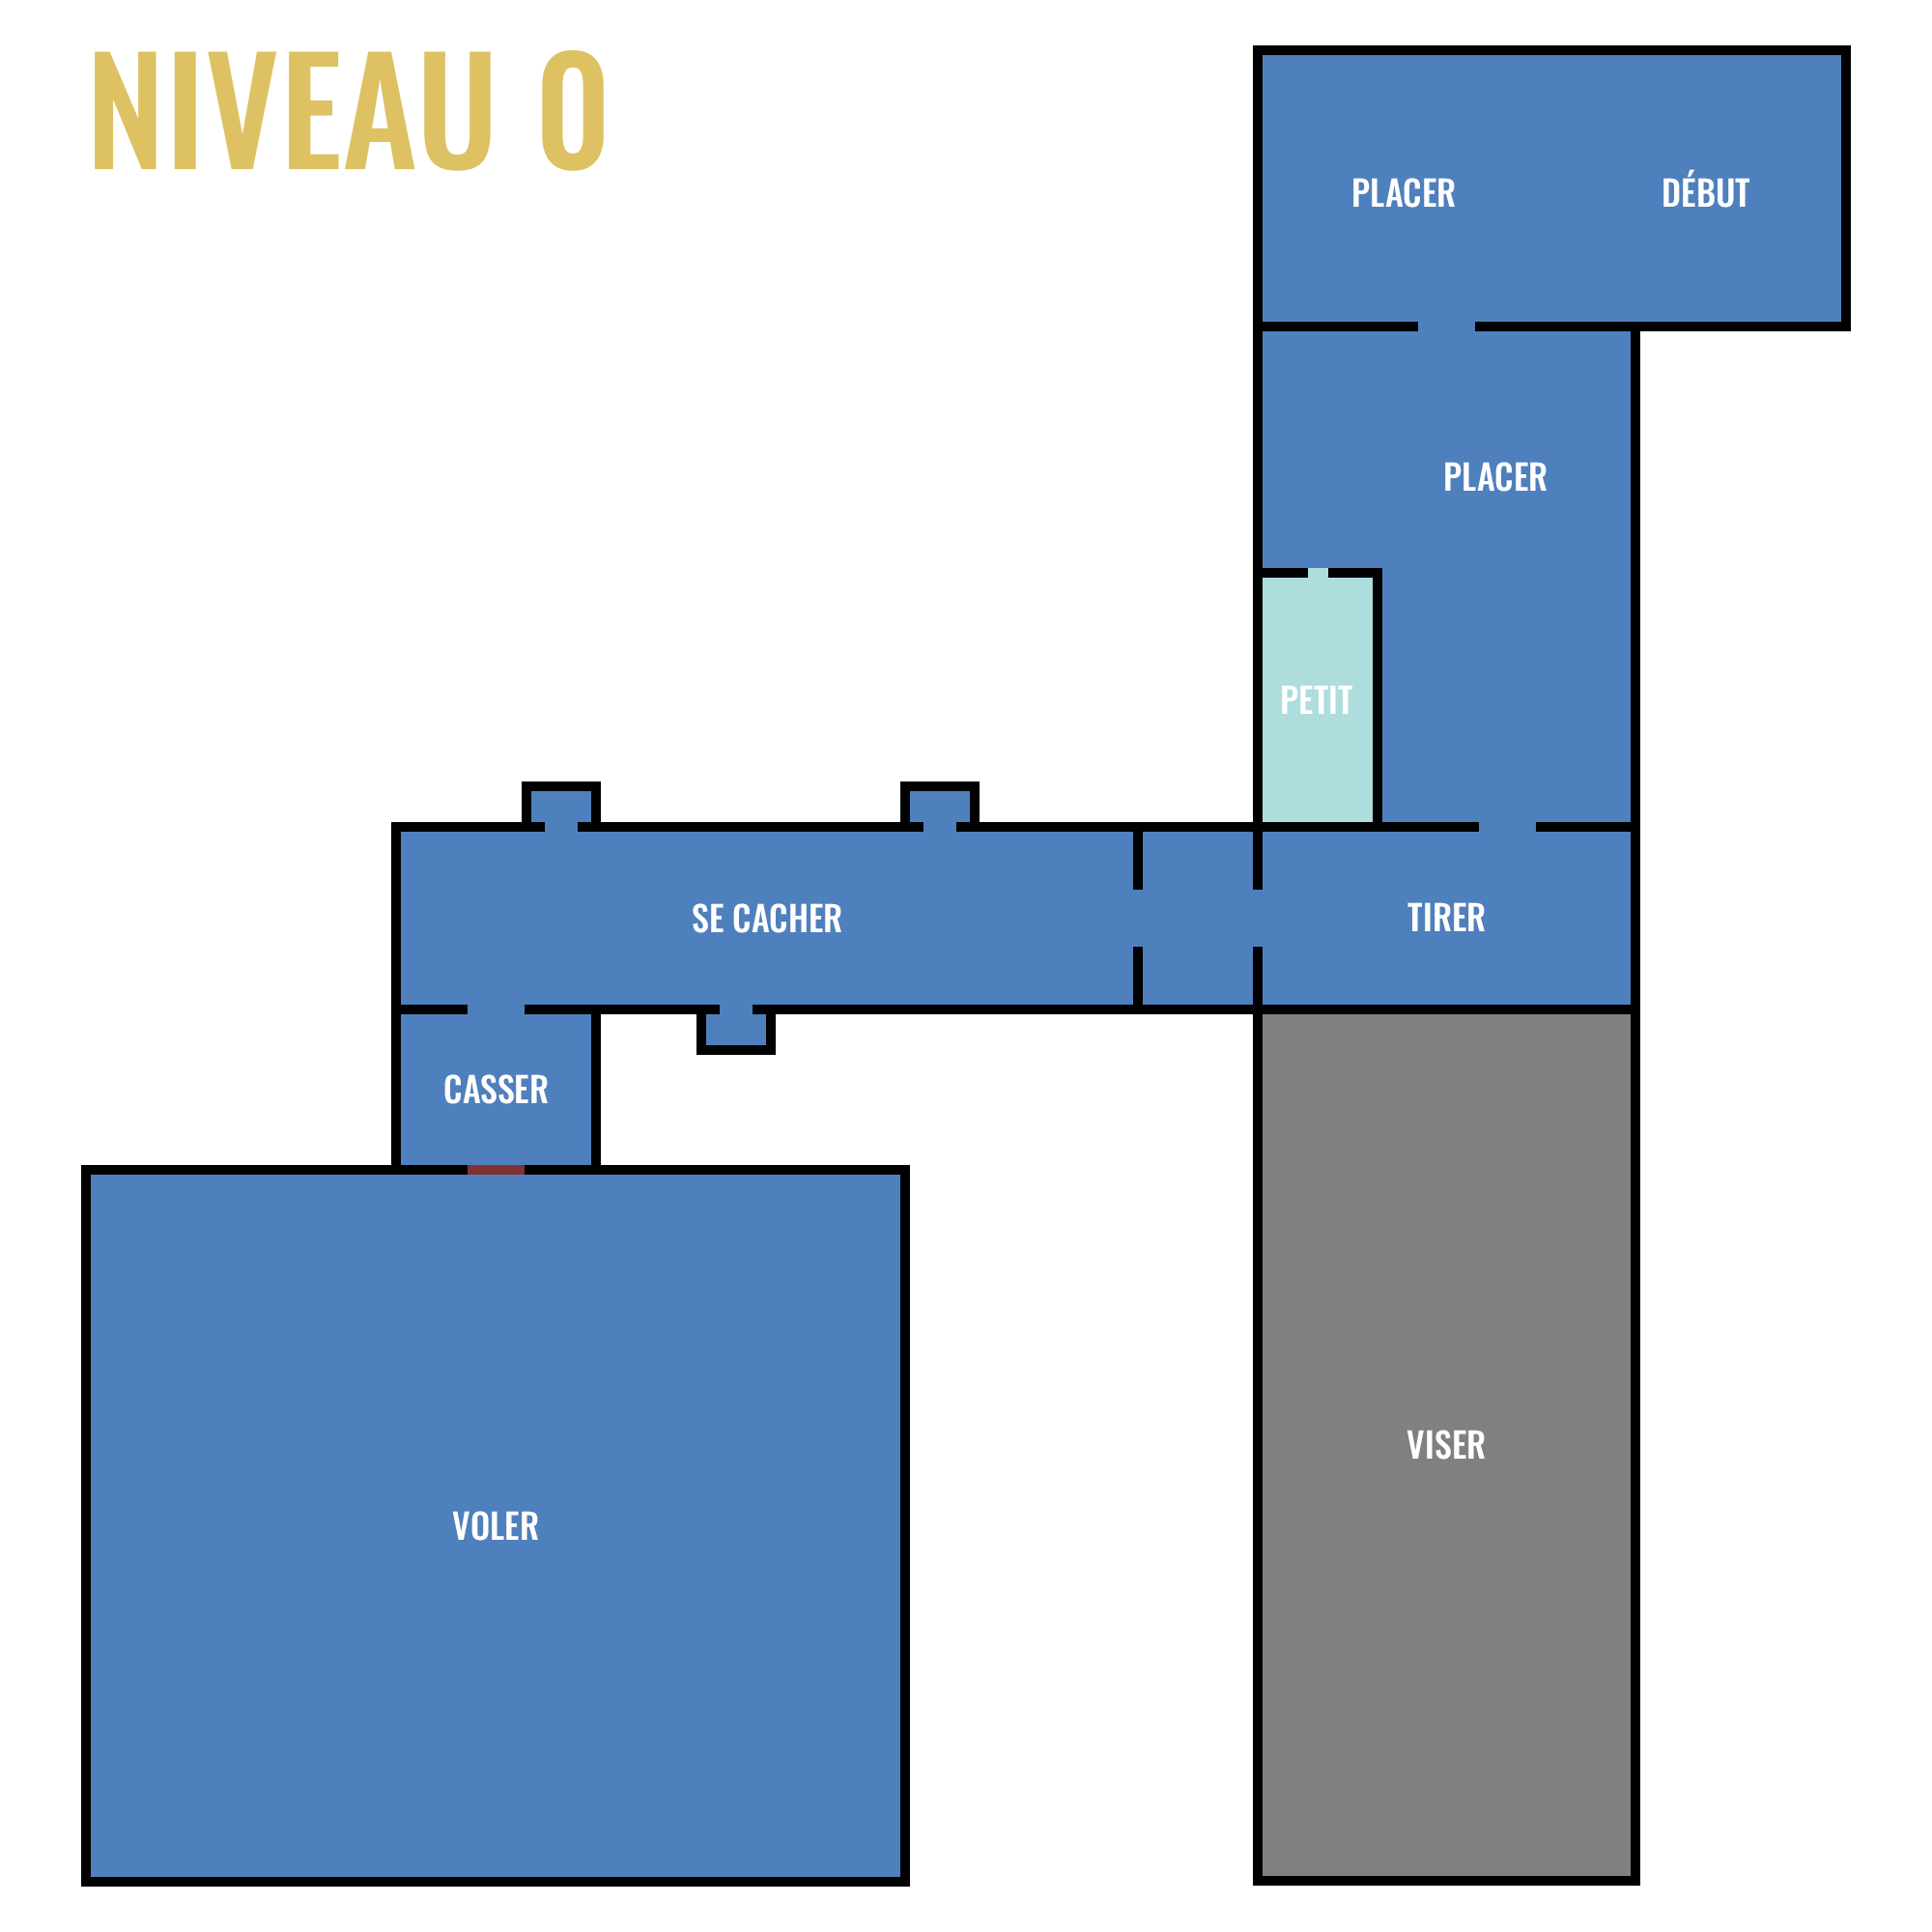 NIVEAU 0
PLACER
DÉBUT
PLACER
PETIT
SE CACHER
TIRER
CASSER
VISER
VOLER